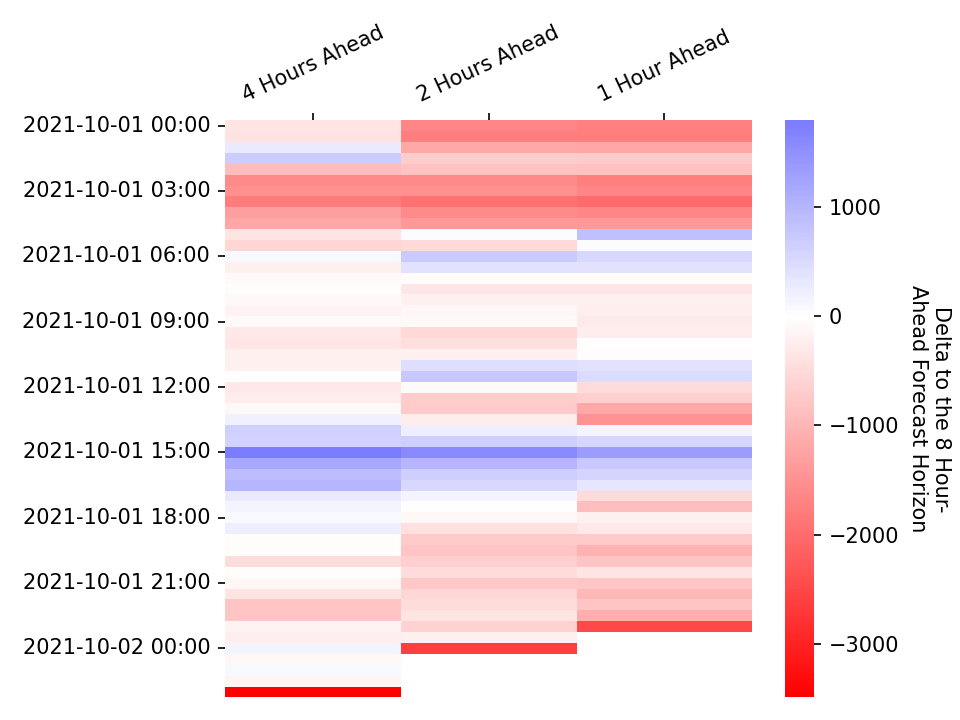 4 Hours Ahead
2 Hours Ahead
1 Hour Ahead
2021-10-01 00:00
2021-10-01 03:00
2021-10-01 06:00
2021-10-01 09:00
2021-10-01 12:00
2021-10-01 15:00
2021-10-01 18:00
2021-10-01 21:00
2021-10-02 00:00
1000
0
−1000
−2000
−3000
Delta to the 8 Hour-
Ahead Forecast Horizon